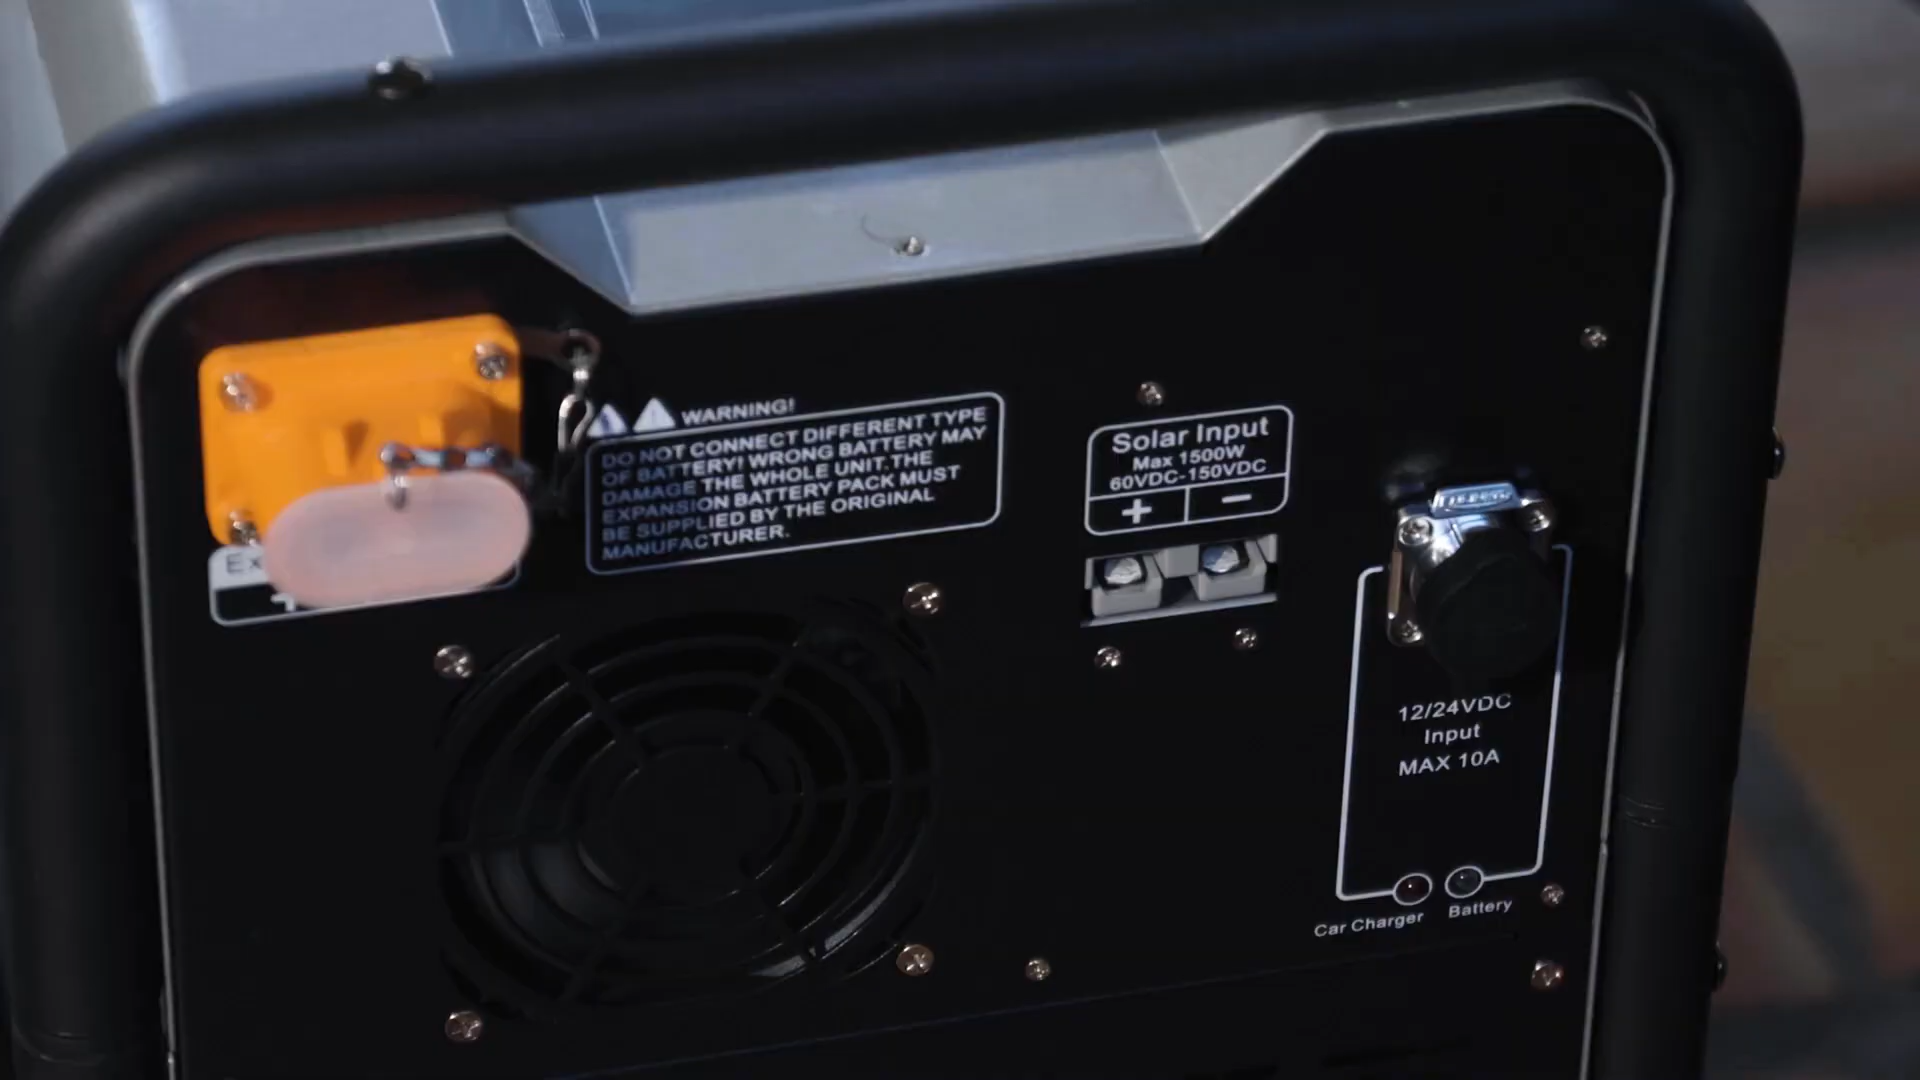 WARNING!
DO NOT CONNECT DIFFERENT TYPE
OF BATTERY! WRONG BATTERY MAY
DAMAGE THE WHOLE UNIT.THE
EXPANSION BATTERY PACK MUST
BE SUPPLIED BY THE ORIGINAL
MANUFACTURER.
Solar Input
Max 1500W
60VDC-150VDC
+ −
12/24VDC
Input
MAX 10A
Car Charger
Battery